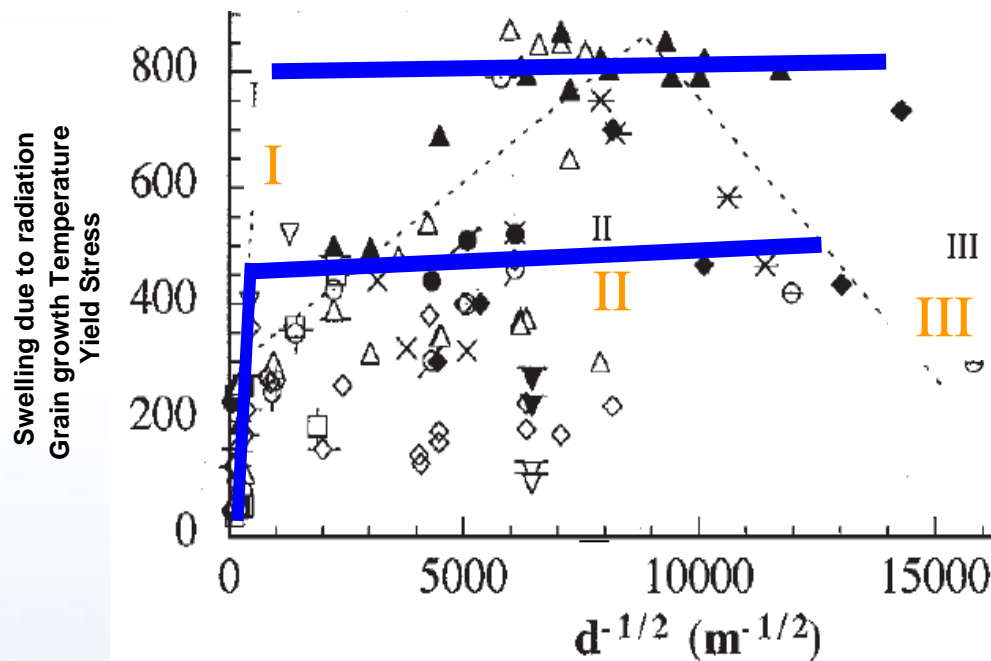 Swelling due to radiation
Grain growth Temperature
Yield Stress
800
600
400
200
0
I
I
II
II
III
III
0
5000
10000
15000
d-1/2 (m-1/2)